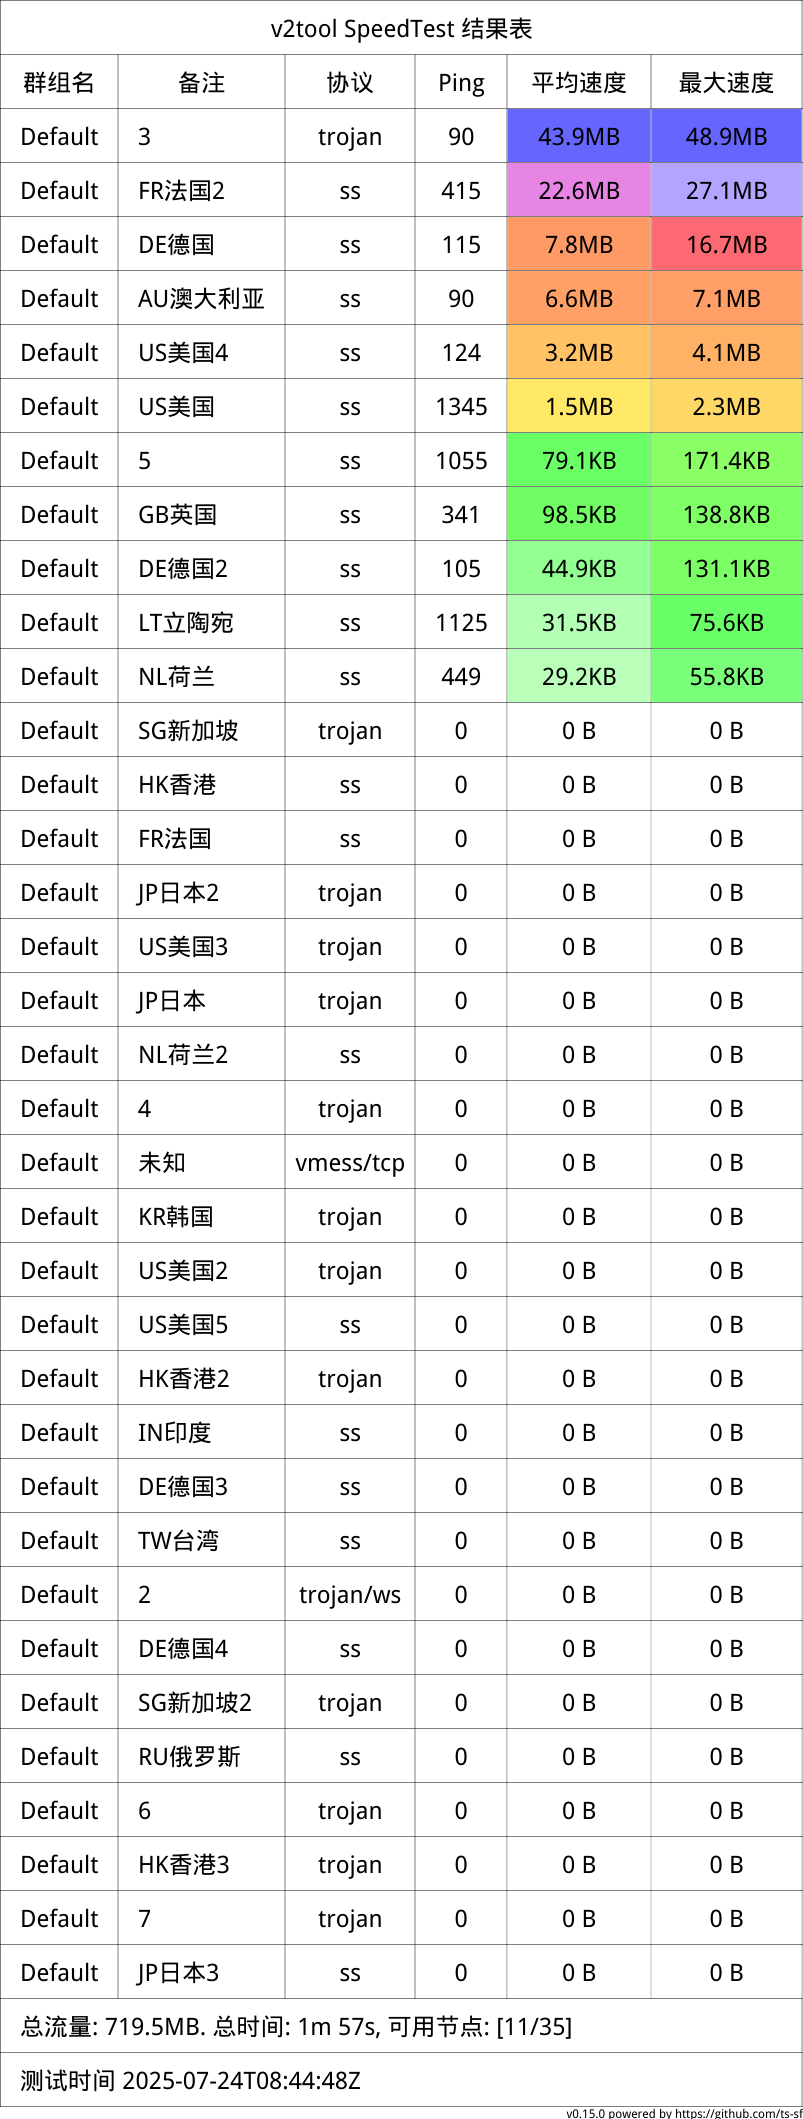 v2tool SpeedTest 结果表
群组名 备注 协议 Ping 平均速度 最大速度
Default 3 trojan 90 43.9MB 48.9MB
Default FR法国2 ss 415 22.6MB 27.1MB
Default DE德国 ss 115 7.8MB 16.7MB
Default AU澳大利亚 ss 90 6.6MB 7.1MB
Default US美国4 ss 124 3.2MB 4.1MB
Default US美国 ss 1345 1.5MB 2.3MB
Default 5 ss 1055 79.1KB 171.4KB
Default GB英国 ss 341 98.5KB 138.8KB
Default DE德国2 ss 105 44.9KB 131.1KB
Default LT立陶宛 ss 1125 31.5KB 75.6KB
Default NL荷兰 ss 449 29.2KB 55.8KB
Default SG新加坡 trojan 0 0 B 0 B
Default HK香港 ss 0 0 B 0 B
Default FR法国 ss 0 0 B 0 B
Default JP日本2 trojan 0 0 B 0 B
Default US美国3 trojan 0 0 B 0 B
Default JP日本 trojan 0 0 B 0 B
Default NL荷兰2 ss 0 0 B 0 B
Default 4 trojan 0 0 B 0 B
Default 未知 vmess/tcp 0 0 B 0 B
Default KR韩国 trojan 0 0 B 0 B
Default US美国2 trojan 0 0 B 0 B
Default US美国5 ss 0 0 B 0 B
Default HK香港2 trojan 0 0 B 0 B
Default IN印度 ss 0 0 B 0 B
Default DE德国3 ss 0 0 B 0 B
Default TW台湾 ss 0 0 B 0 B
Default 2 trojan/ws 0 0 B 0 B
Default DE德国4 ss 0 0 B 0 B
Default SG新加坡2 trojan 0 0 B 0 B
Default RU俄罗斯 ss 0 0 B 0 B
Default 6 trojan 0 0 B 0 B
Default HK香港3 trojan 0 0 B 0 B
Default 7 trojan 0 0 B 0 B
Default JP日本3 ss 0 0 B 0 B
总流量: 719.5MB. 总时间: 1m 57s, 可用节点: [11/35]
测试时间 2025-07-24T08:44:48Z
v0.15.0 powered by https://github.com/ts-sf